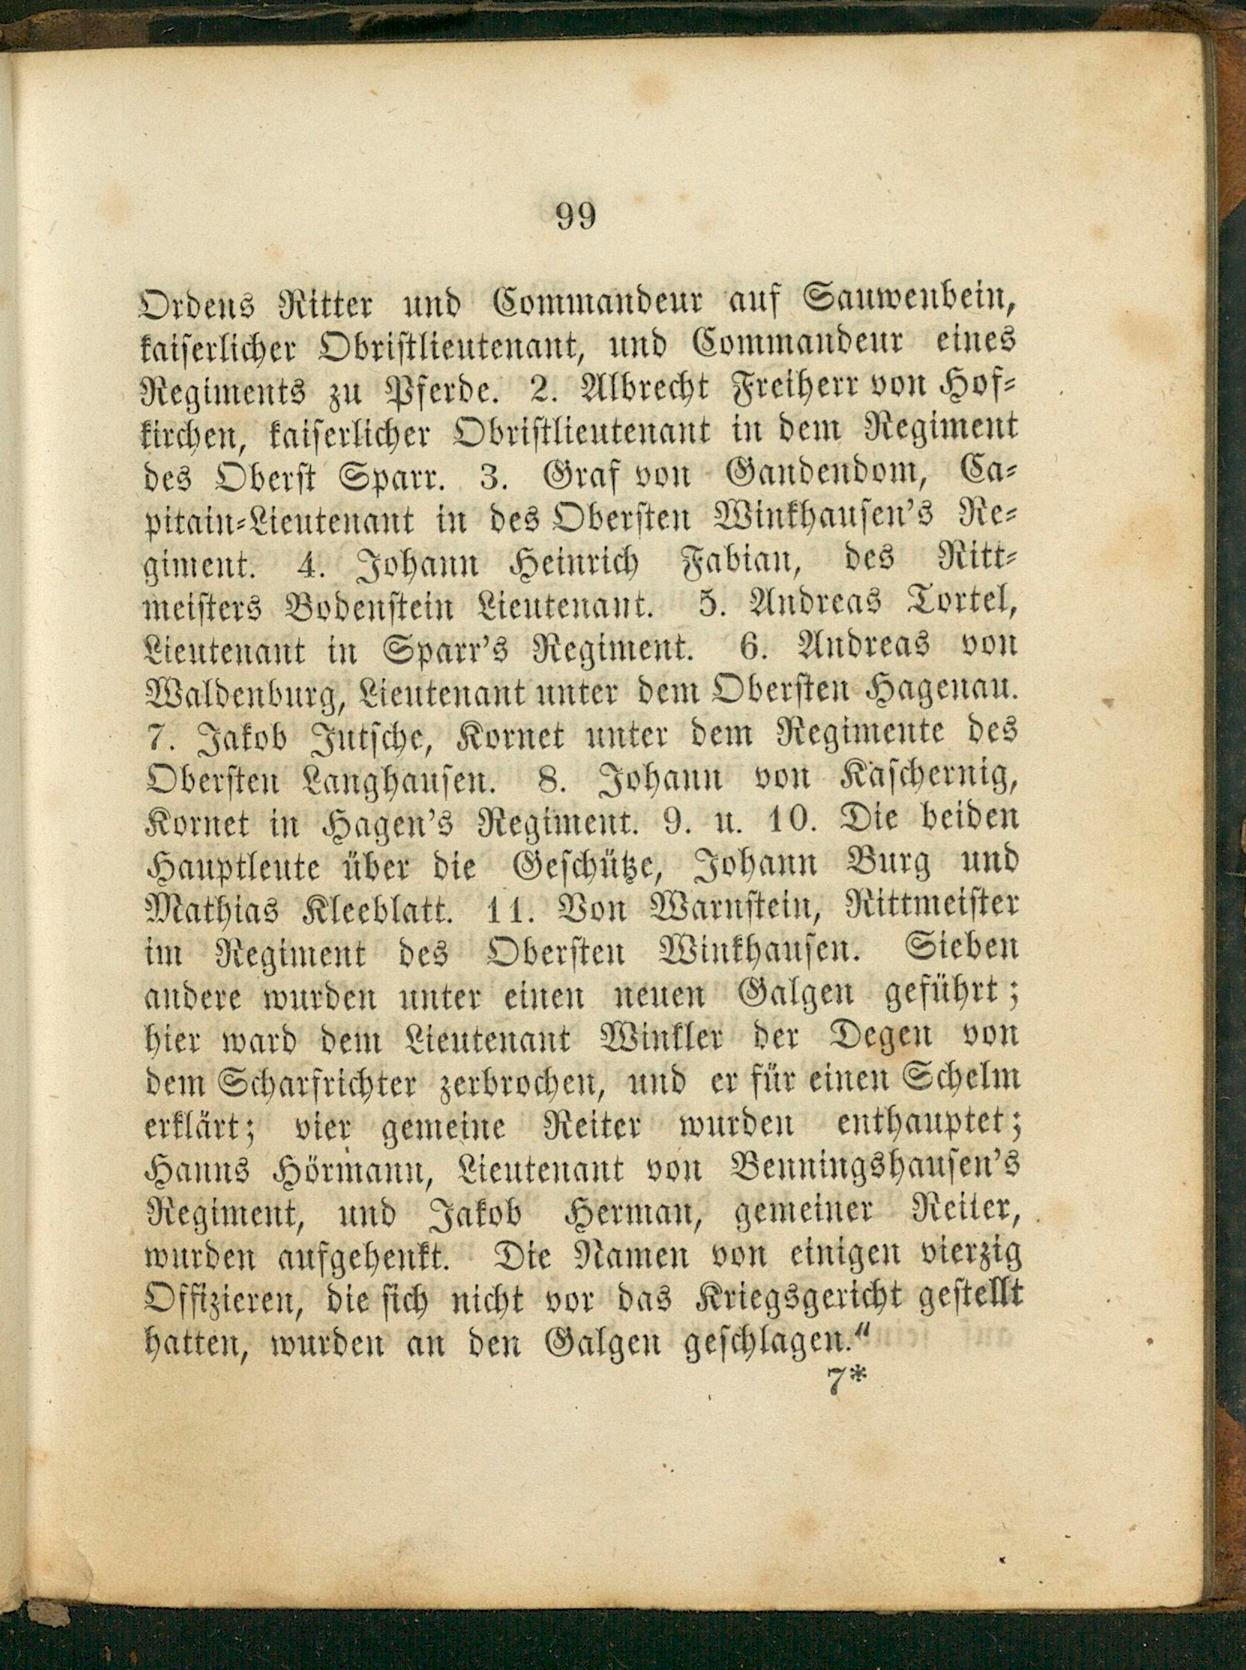 99
Ordens Ritter und Commandeur auf Sauwenbein,
kaiserlicher Obristlieutenant, und Commandeur eines
Regiments zu Pferde. 2. Albrecht Freiherr von Hof-
kirchen, kaiserlicher Obristlieutenant in dem Regiment
des Oberst Sparr. 3. Graf von Gandendom, Ca-
pitain-Lieutenant in des Obersten Winkhausen's Re-
giment. 4. Johann Heinrich Fabian, des Ritt-
meisters Bodenstein Lieutenant. 5. Andreas Tortel,
Lieutenant in Sparr's Regiment. 6. Andreas von
Waldenburg, Lieutenant unter dem Obersten Hagenau.
7. Jakob Jutsche, Kornet unter dem Regimente des
Obersten Langhausen. 8. Johann von Kaschernig,
Kornet in Hagen's Regiment. 9. u. 10. Die beiden
Hauptleute über die Geschütze, Johann Burg und
Mathias Kleeblatt. 11. Von Warnstein, Rittmeister
im Regiment des Obersten Winkhausen. Sieben
andere wurden unter einen neuen Galgen geführt;
hier ward dem Lieutenant Winkler der Degen von
dem Scharfrichter zerbrochen, und er für einen Schelm
erklärt; vier gemeine Reiter wurden enthauptet;
Hanns Hörmann, Lieutenant von Benningshausen's
Regiment, und Jakob Herman, gemeiner Reiter,
wurden aufgehenkt. Die Namen von einigen vierzig
Offizieren, die sich nicht vor das Kriegsgericht gestellt
hatten, wurden an den Galgen geschlagen.“
7*